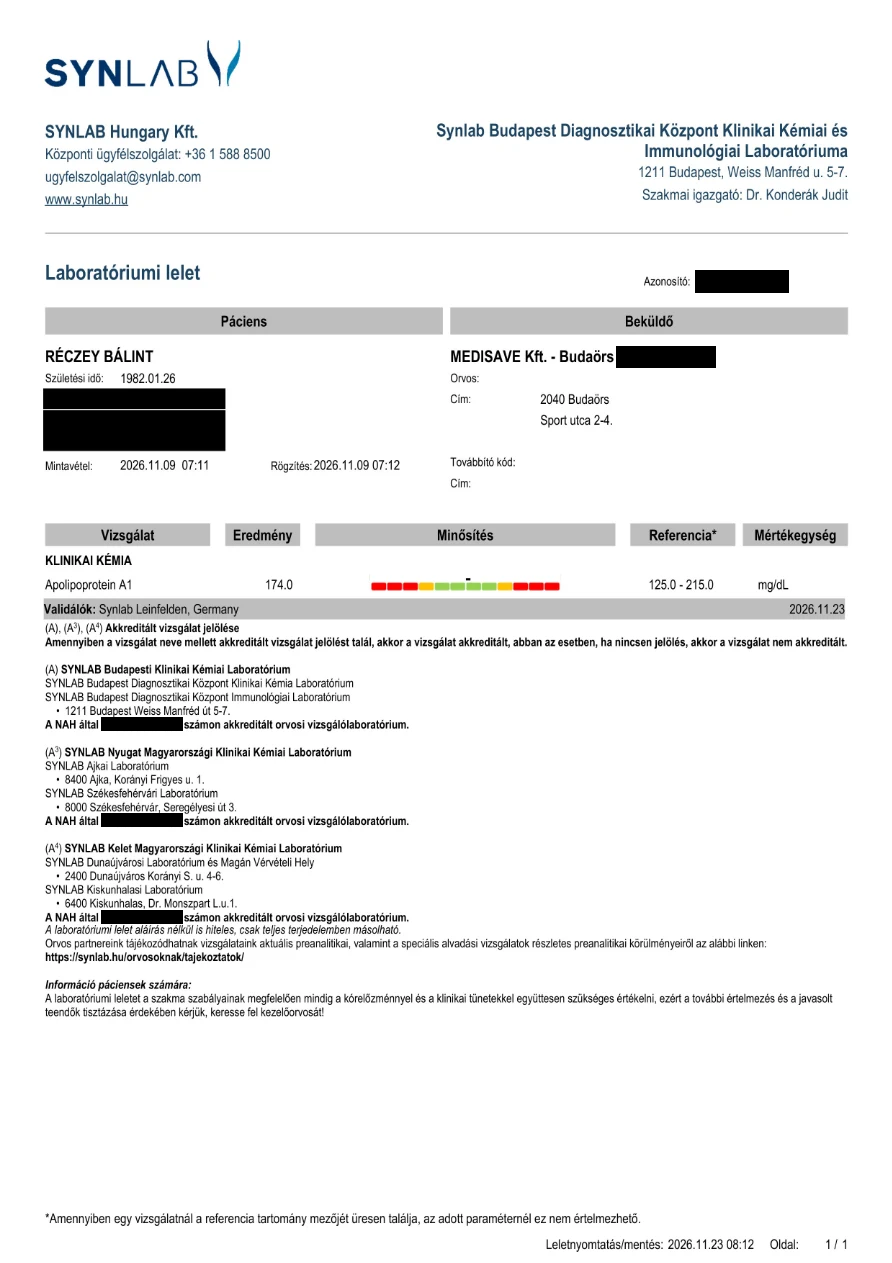 SYNLAB
SYNLAB Hungary Kft.
Központi ügyfélszolgálat: +36 1 588 8500
ugyfelszolgalat@synlab.com
www.synlab.hu
Synlab Budapest Diagnosztikai Központ Klinikai Kémiai és
Immunológiai Laboratóriuma
1211 Budapest, Weiss Manfréd u. 5-7.
Szakmai igazgató: Dr. Konderák Judit
Laboratóriumi lelet
Azonosító:
Páciens
RÉCZEY BÁLINT
Születési idő: 1982.01.26
Mintavétel: 2026.11.09 07:11 Rögzítés: 2026.11.09 07:12
Beküldő
MEDISAVE Kft. - Budaörs
Orvos:
Cím: 2040 Budaörs
Sport utca 2-4.
Továbbító kód:
Cím:
Vizsgálat Eredmény Minősítés Referencia* Mértékegység
KLINIKAI KÉMIA
Apolipoprotein A1 174.0 125.0 - 215.0 mg/dL
Validálók: Synlab Leinfelden, Germany 2026.11.23
(A), (A³), (A⁴) Akkreditált vizsgálat jelölése
Amennyiben a vizsgálat neve mellett akkreditált vizsgálat jelölést talál, akkor a vizsgálat akkreditált, abban az esetben, ha nincsen jelölés, akkor a vizsgálat nem akkreditált.
(A) SYNLAB Budapesti Klinikai Kémiai Laboratórium
SYNLAB Budapest Diagnosztikai Központ Klinikai Kémia Laboratórium
SYNLAB Budapest Diagnosztikai Központ Immunológiai Laboratórium
• 1211 Budapest Weiss Manfréd út 5-7.
A NAH által számon akkreditált orvosi vizsgálólaboratórium.
(A³) SYNLAB Nyugat Magyarországi Klinikai Kémiai Laboratórium
SYNLAB Ajkai Laboratórium
• 8400 Ajka, Korányi Frigyes u. 1.
SYNLAB Székesfehérvári Laboratórium
• 8000 Székesfehérvár, Seregélyesi út 3.
A NAH által számon akkreditált orvosi vizsgálólaboratórium.
(A⁴) SYNLAB Kelet Magyarországi Klinikai Kémiai Laboratórium
SYNLAB Dunaújvárosi Laboratórium és Magán Vérvételi Hely
• 2400 Dunaújváros Korányi S. u. 4-6.
SYNLAB Kiskunhalasi Laboratórium
• 6400 Kiskunhalas, Dr. Monszpart L.u.1.
A NAH által számon akkreditált orvosi vizsgálólaboratórium.
A laboratóriumi lelet aláírás nélkül is hiteles, csak teljes terjedelemben másolható.
Orvos partnereink tájékozódhatnak vizsgálataink aktuális preanalitikai, valamint a speciális alvadási vizsgálatok részletes preanalitikai körülményeiről az alábbi linken:
https://synlab.hu/orvosoknak/tajekoztatok/
Információ páciensek számára:
A laboratóriumi leletet a szakma szabályainak megfelelően mindig a kórelőzménnyel és a klinikai tünetekkel együttesen szükséges értékelni, ezért a további értelmezés és a javasolt
teendők tisztázása érdekében kérjük, keresse fel kezelőorvosát!
*Amennyiben egy vizsgálatnál a referencia tartomány mezőjét üresen találja, az adott paraméternél ez nem értelmezhető.
Leletnyomtatás/mentés: 2026.11.23 08:12 Oldal: 1 / 1